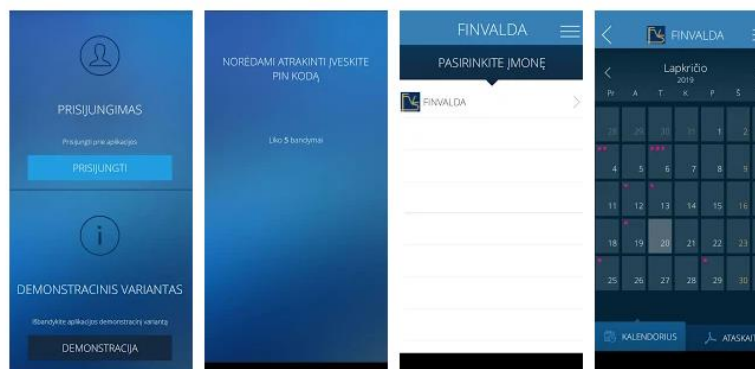 PRISIJUNGIMAS
Prisijungti prie aplikacijos
PRISIJUNGTI
DEMONSTRACINIS VARIANTAS
Išbandykite aplikacijos demonstracinį variantą
DEMONSTRACIJA
NORĖDAMI ATRAKINTI ĮVESKITE
PIN KODĄ
Liko 5 bandymai
FINVALDA
PASIRINKITE ĮMONĘ
FINVALDA
FINVALDA
Lapkričio
2019
Pr A T K P Š
28 29 30 31 1 2
4 5 6 7 8 9
11 12 13 14 15 16
18 19 20 21 22 23
25 26 27 28 29 30
KALENDORIUS